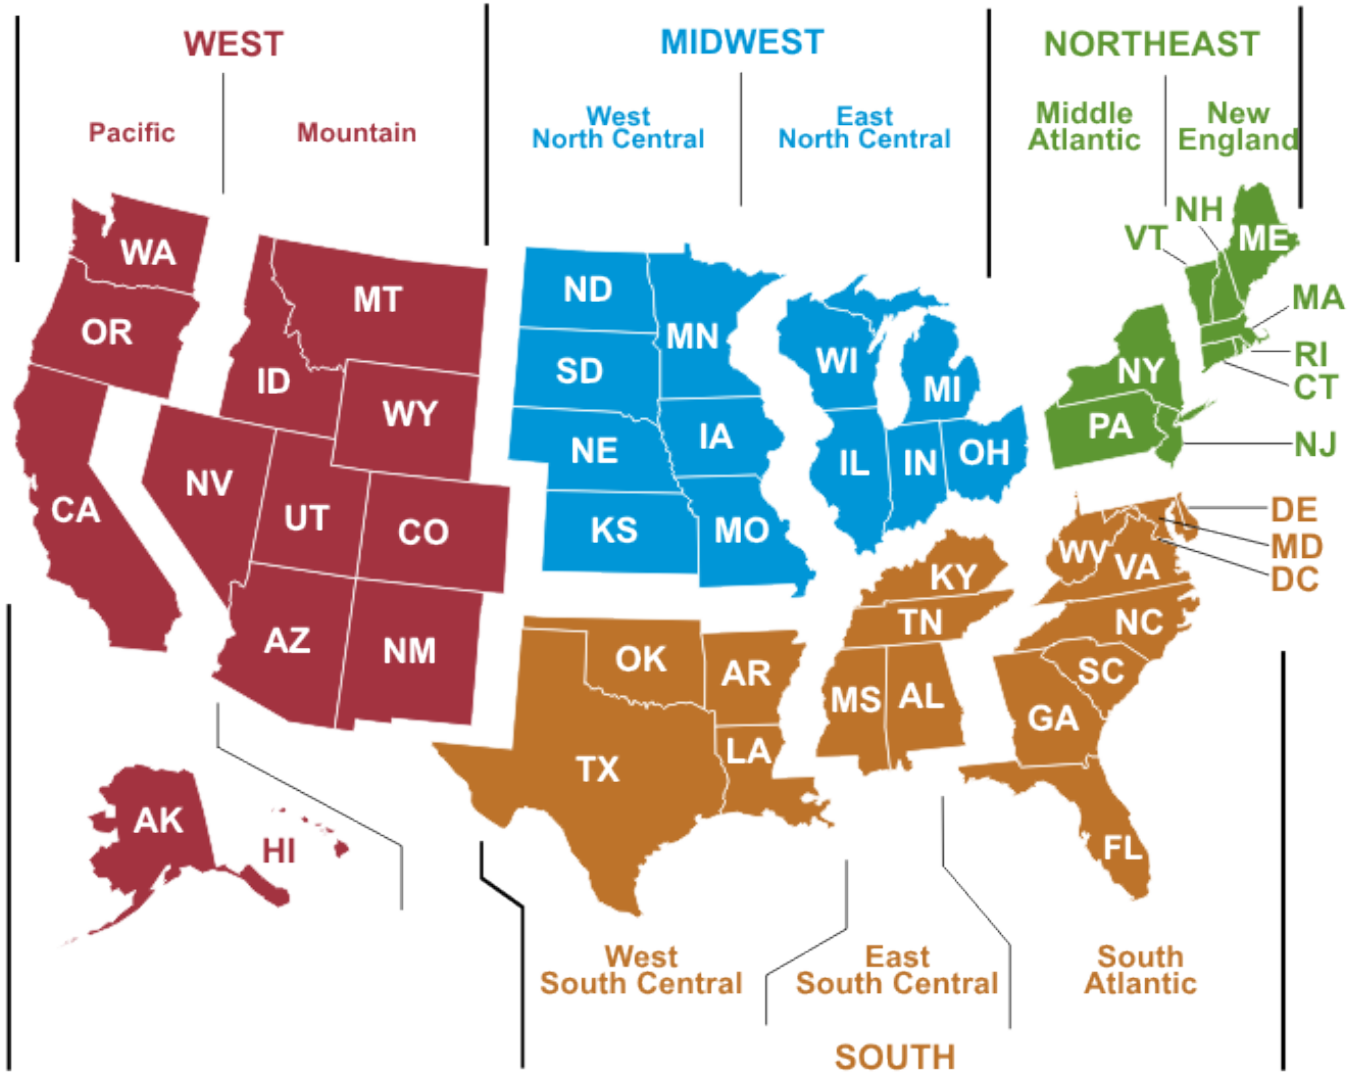 WEST
MIDWEST
NORTHEAST
Pacific
Mountain
West
North Central
East
North Central
Middle
Atlantic
New
England
WA
OR
CA
NV
ID
MT
WY
UT
CO
AZ
NM
AK
HI
ND
SD
NE
KS
MN
IA
MO
WI
MI
IL
IN
OH
NH
VT
ME
MA
RI
CT
NY
PA
NJ
DE
MD
DC
WV
VA
NC
SC
GA
FL
KY
TN
MS
AL
OK
AR
TX
LA
West
South Central
East
South Central
South
Atlantic
SOUTH